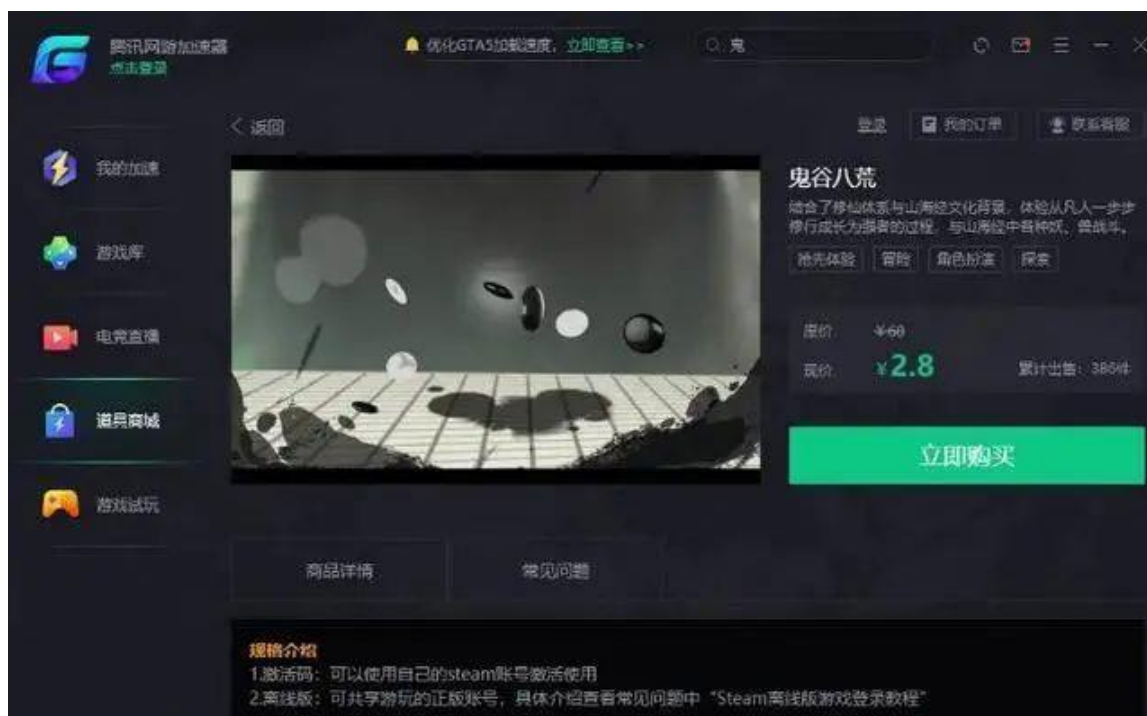 腾讯网游加速器
点击登录
优化GTA5加载速度，立即查看>>
鬼
我的加速
游戏库
电竞直播
道具商城
游戏试玩
返回
登录
我的订单
联系客服
鬼谷八荒
结合了修仙体系与山海经文化背景，体验从凡人一步步
修行成长为强者的过程，与山海经中各种妖、兽战斗。
抢先体验 冒险 角色扮演 探索
原价 ¥60
现价 ¥2.8 累计出售：386件
立即购买
商品详情 常见问题
规格介绍
1.激活码：可以使用自己的steam账号激活使用
2.离线版：可共享游玩的正版账号，具体介绍查看常见问题中“Steam离线版游戏登录教程”